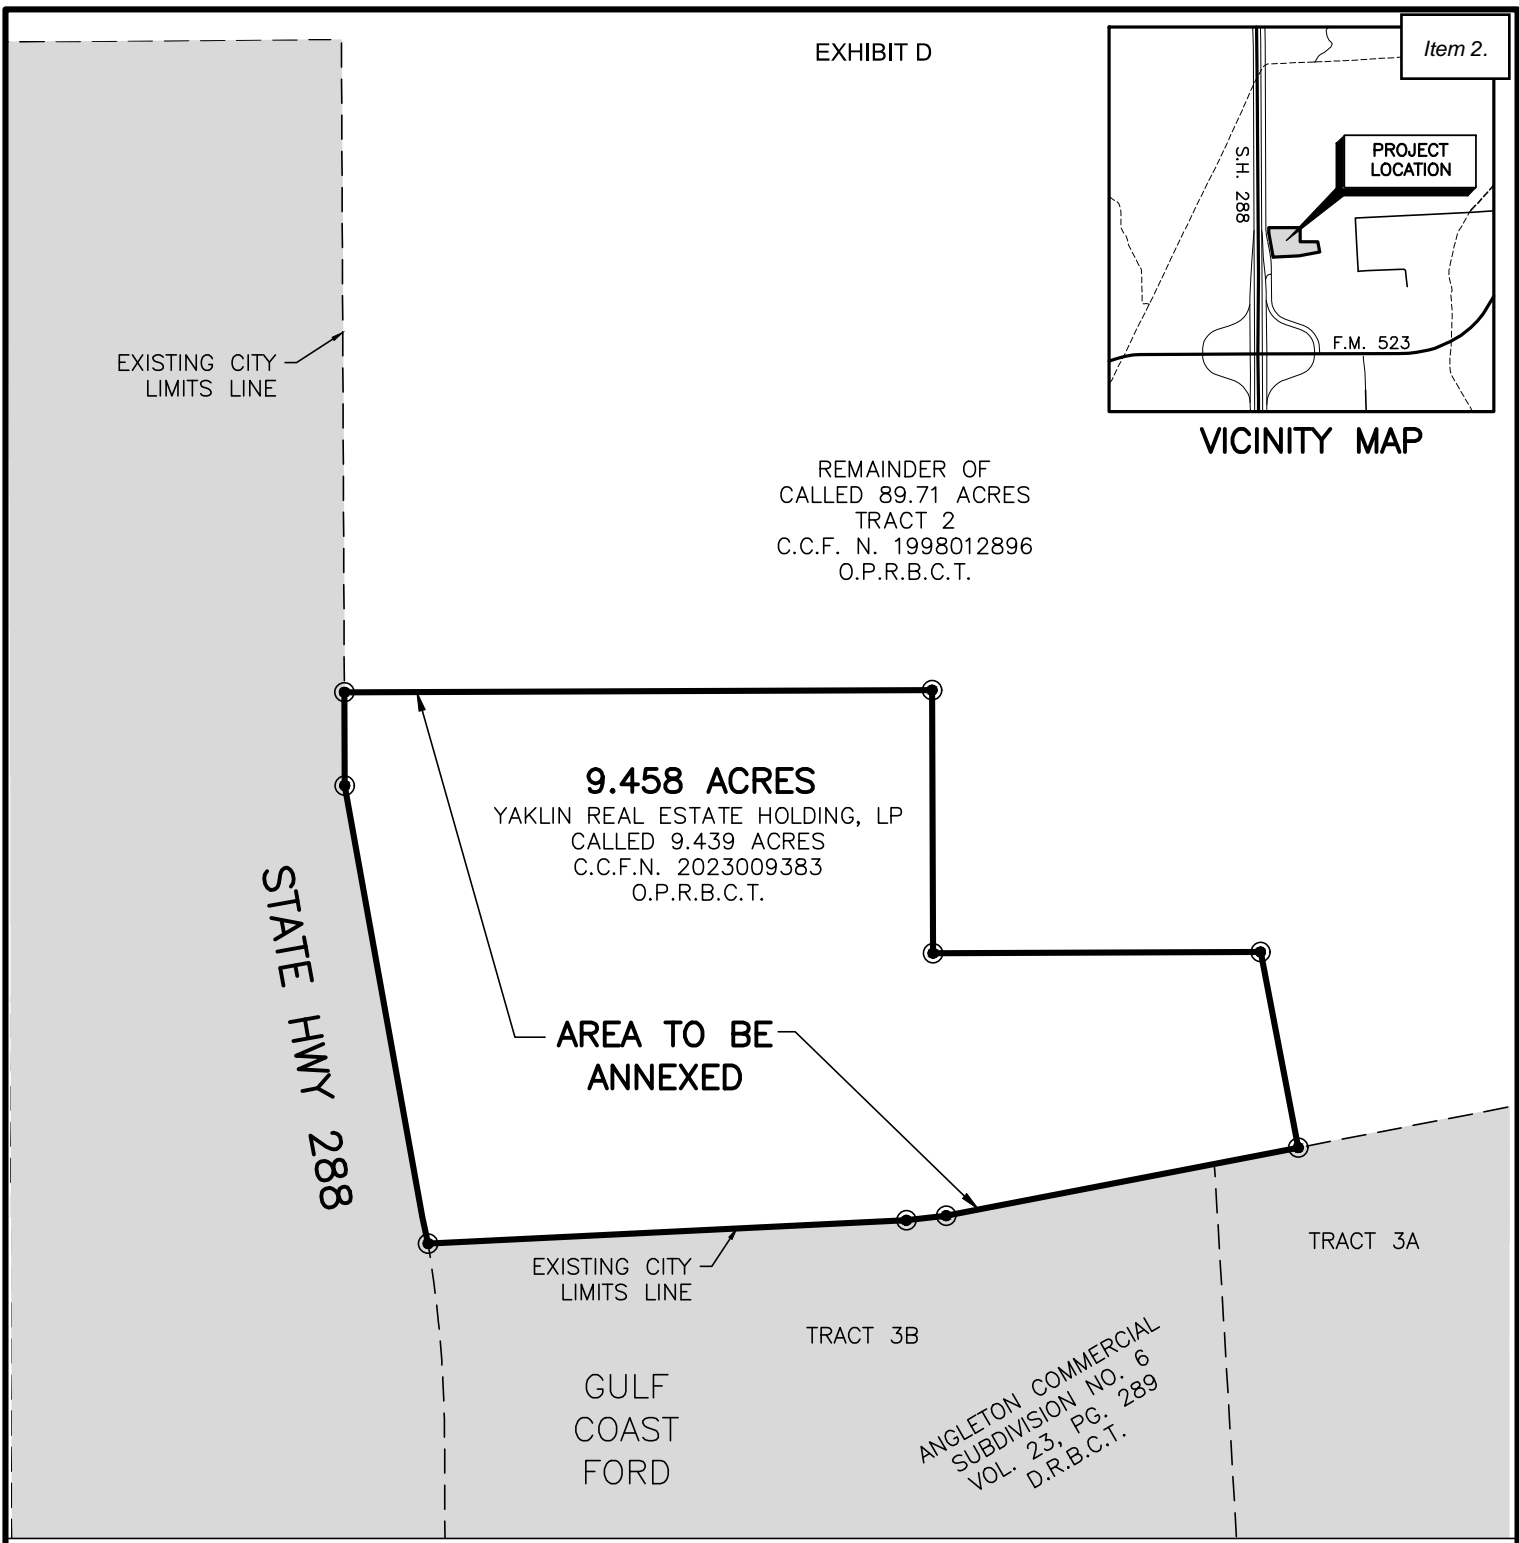 EXHIBIT D
Item 2.
S.H. 288
PROJECT
LOCATION
F.M. 523
VICINITY MAP
EXISTING CITY
LIMITS LINE
REMAINDER OF
CALLED 89.71 ACRES
TRACT 2
C.C.F. N. 1998012896
O.P.R.B.C.T.
9.458 ACRES
YAKLIN REAL ESTATE HOLDING, LP
CALLED 9.439 ACRES
C.C.F.N. 2023009383
O.P.R.B.C.T.
STATE HWY 288
AREA TO BE
ANNEXED
EXISTING CITY
LIMITS LINE
TRACT 3A
TRACT 3B
GULF
COAST
FORD
ANGLETON COMMERCIAL
SUBDIVISION NO. 6
VOL. 23, PG. 289
D.R.B.C.T.